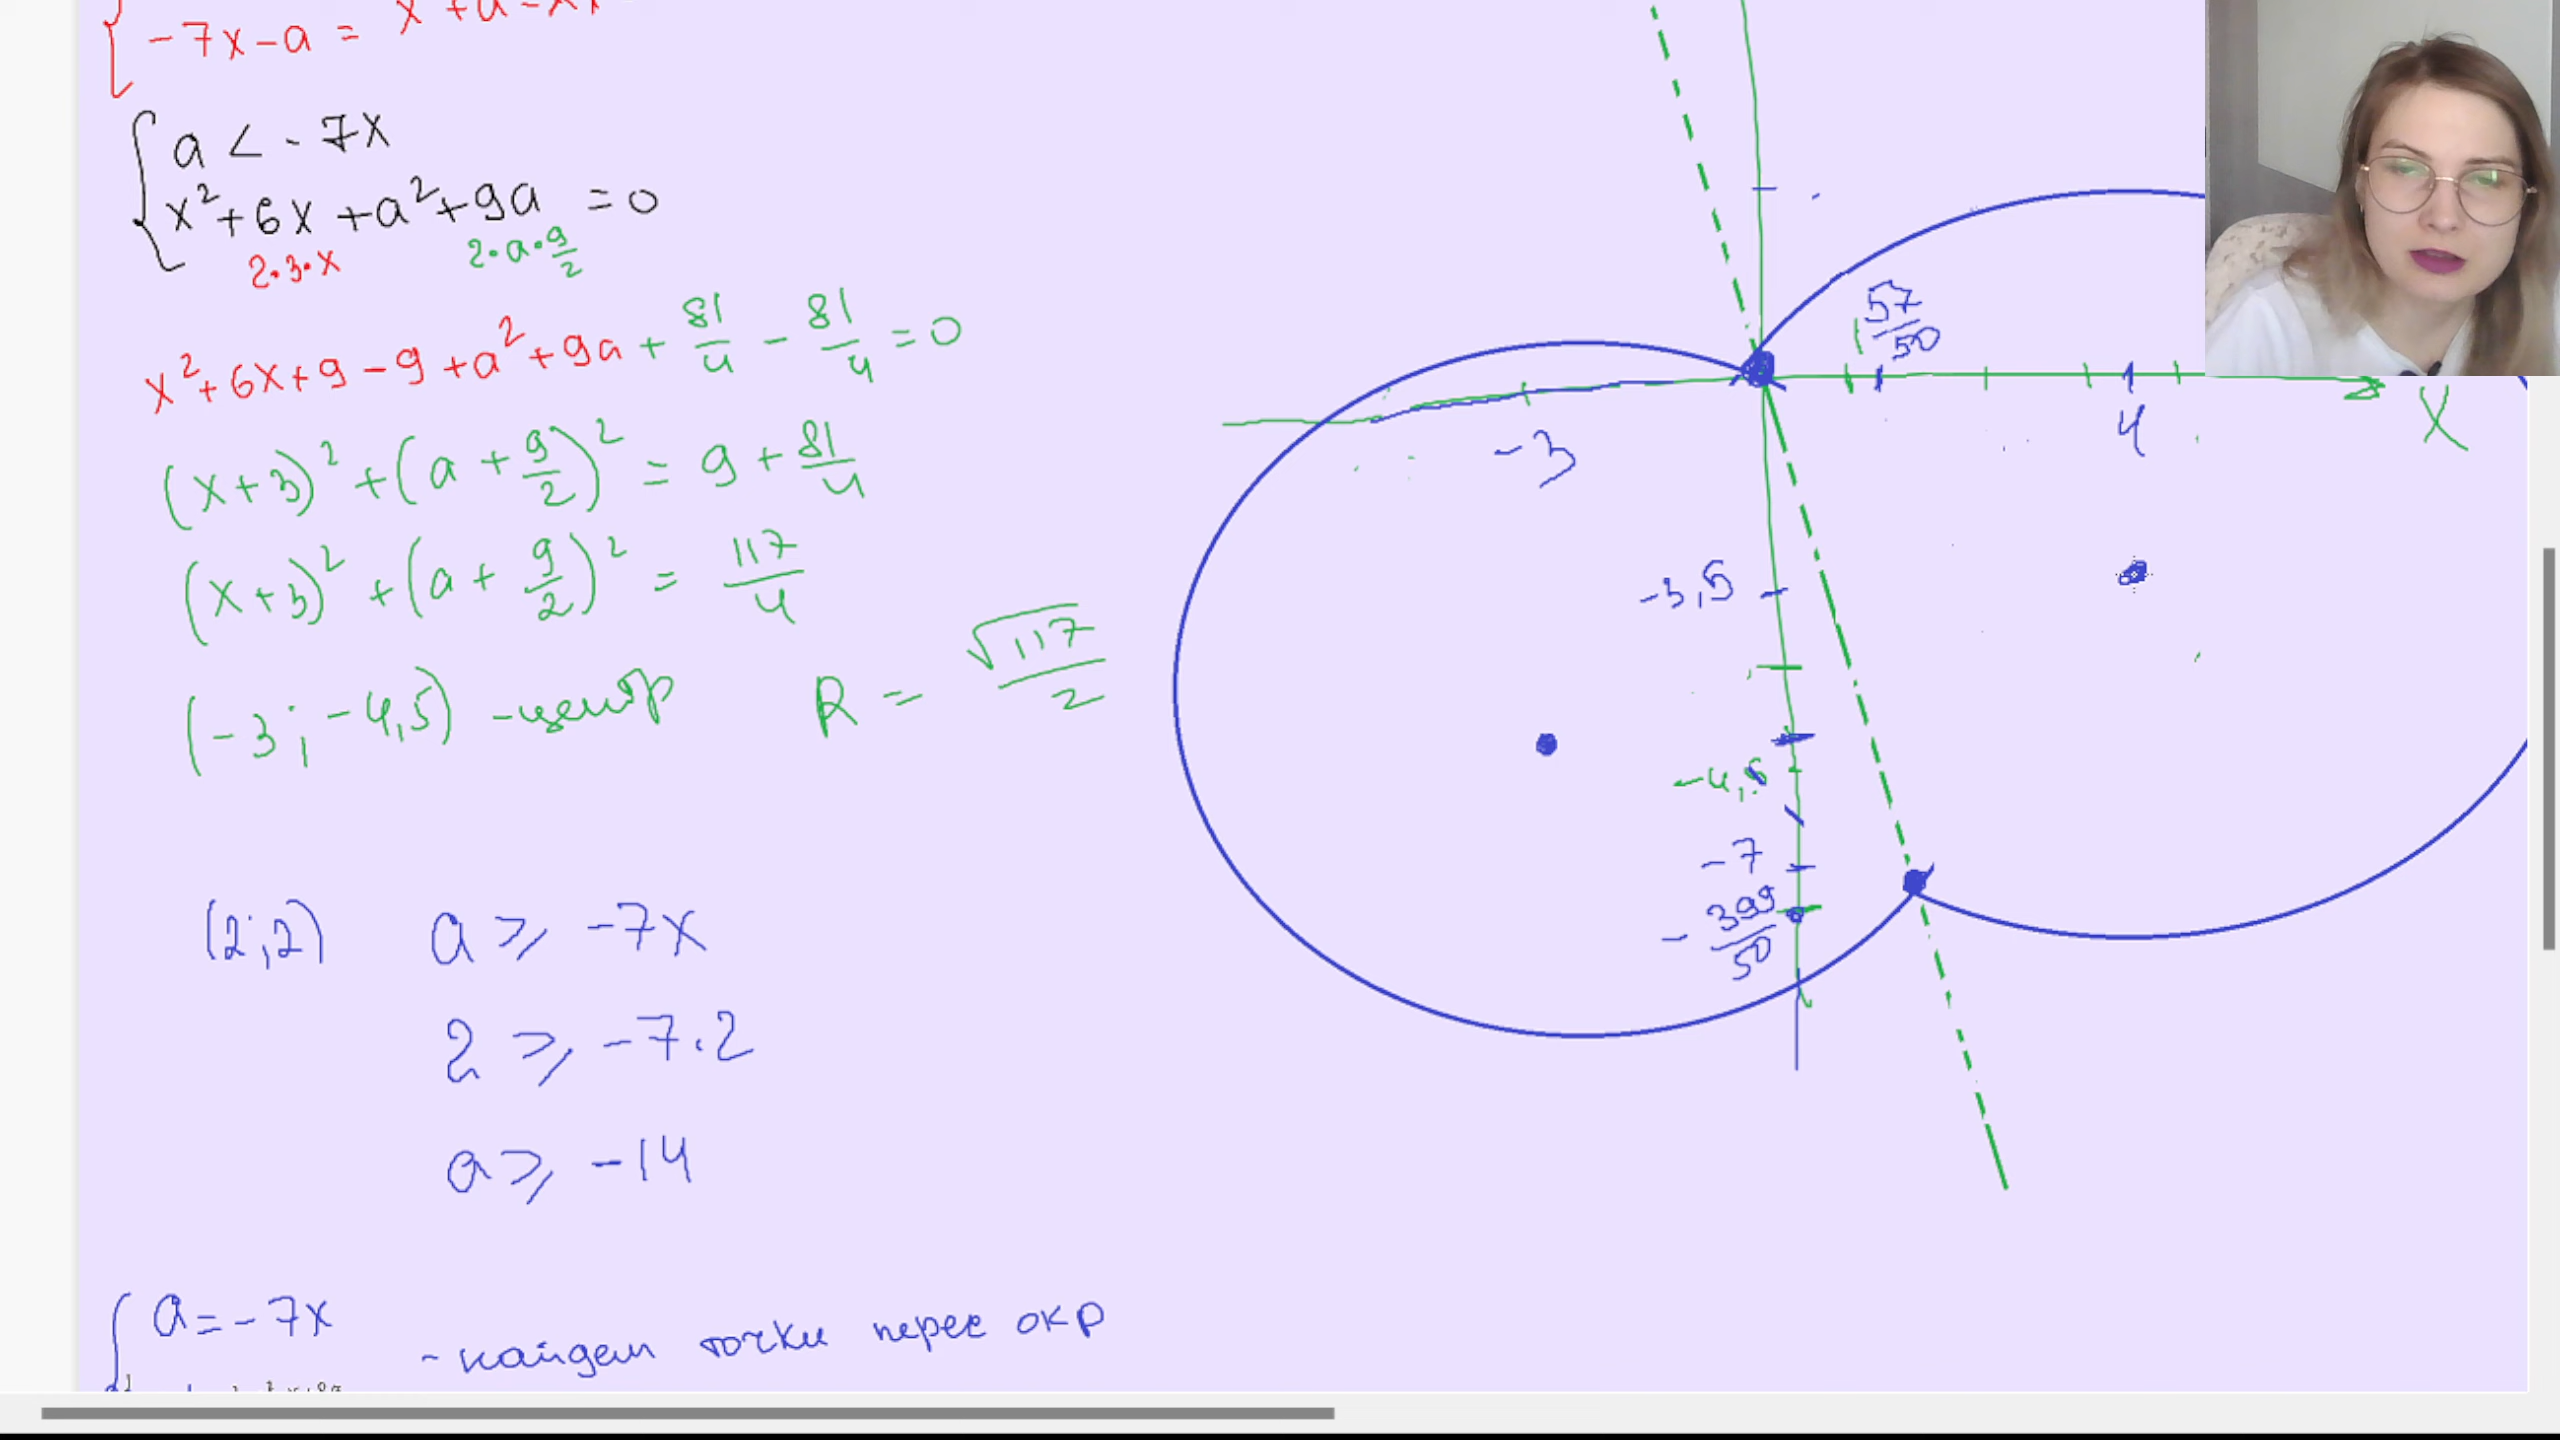 -7x-a =
a < -7x
x²+6x+a²+9a = 0
2·3·x 2·a·9/2
x²+6x+9-9+a²+9a+81/4-81/4=0
(x+3)²+(a+9/2)²=9+81/4
(x+3)²+(a+9/2)²=117/4
(-3; -4,5) -центр R = √117/2
(2;2) a ⩾ -7x
2 ⩾ -7·2
a ⩾ -14
a = -7x
- найдем точки перес окр
57/50
-3
4
X
-3,5
-4,5
-7
-399/50